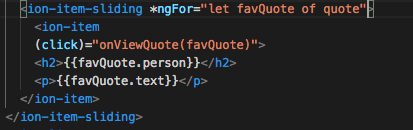 <ion-item-sliding *ngFor="let favQuote of quote">
<ion-item
(click)="onViewQuote(favQuote)">
<h2>{{favQuote.person}}</h2>
<p>{{favQuote.text}}</p>
</ion-item>
</ion-item-sliding>